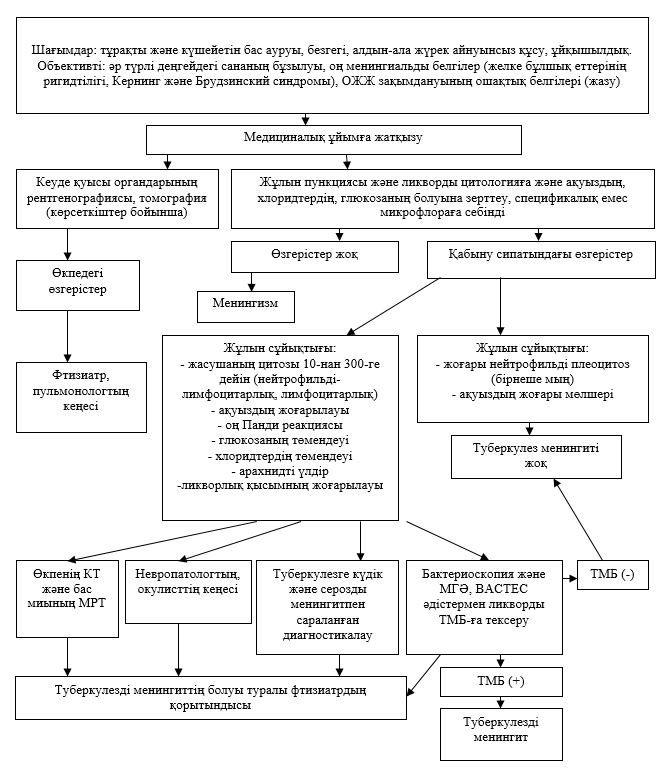 Шағымдар: тұрақты және күшейетін бас ауруы, безгегі, алдын-ала жүрек айнуынсыз құсу, ұйқышылдық.
Объективті: әр түрлі деңгейдегі сананың бұзылуы, оң менингиальды белгілер (желке бұлшық еттерінің
ригидтілігі, Кернинг және Брудзинский синдромы), ОЖЖ зақымдануының ошақтық белгілері (жазу)
Медициналық ұйымға жатқызу
Кеуде қуысы органдарының
рентгенографиясы, томография
(көрсеткіштер бойынша)
Жұлын пункциясы және ликворды цитологияға және ақуыздың,
хлоридтердің, глюкозаның болуына зерттеу, спецификалық емес
микрофлораға себінді
Өкпедегі
өзгерістер
Өзгерістер жоқ
Қабыну сипатындағы өзгерістер
Менингизм
Фтизиатр,
пульмонологтың
кеңесі
Жұлын сұйықтығы:
- жасушаның цитозы 10-нан 300-ге
дейін (нейтрофильді-
лимфоцитарлық, лимфоцитарлық)
- ақуыздың жоғарылауы
- оң Панди реакциясы
- глюкозаның төмендеуі
- хлоридтердің төмендеуі
- арахнидті үлдір
-ликворлық қысымның жоғарылауы
Жұлын сұйықтығы:
- жоғары нейтрофильді плеоцитоз
(бірнеше мың)
- ақуыздың жоғары мөлшері
Туберкулез менингиті
жоқ
Өкпенің КТ
және бас
миының МРТ
Невропатологтың,
окулисттің кеңесі
Туберкулезге күдік
және серозды
менингитпен
сараланған
диагностикалау
Бактериоскопия және
МГӘ, ВАСТЕС
әдістермен ликворды
ТМБ-ға тексеру
ТМБ (-)
Туберкулезді менингиттің болуы туралы фтизиатрдың
қорытындысы
ТМБ (+)
Туберкулезді
менингит